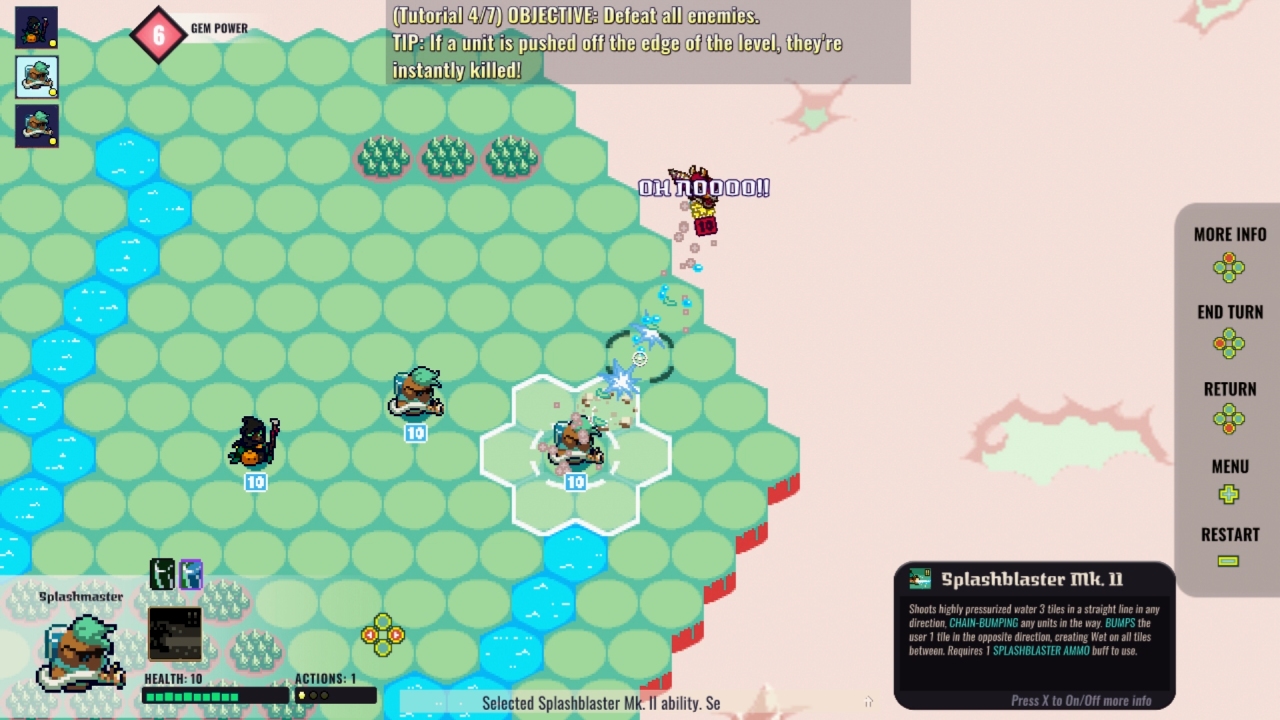 6
GEM POWER
(Tutorial 4/7) OBJECTIVE: Defeat all enemies.
TIP: If a unit is pushed off the edge of the level, they're
instantly killed!
OH NOOOO!!
10
10
10
10
MORE INFO
END TURN
RETURN
MENU
RESTART
Splashmaster
HEALTH: 10
ACTIONS: 1
Splashblaster Mk. II
Shoots highly pressurized water 3 tiles in a straight line in any
direction, CHAIN-BUMPING any units in the way. BUMPS the
user 1 tile in the opposite direction, creating Wet on all tiles
between. Requires 1 SPLASHBLASTER AMMO buff to use.
Press X to On/Off more info
Selected Splashblaster Mk. II ability. Se